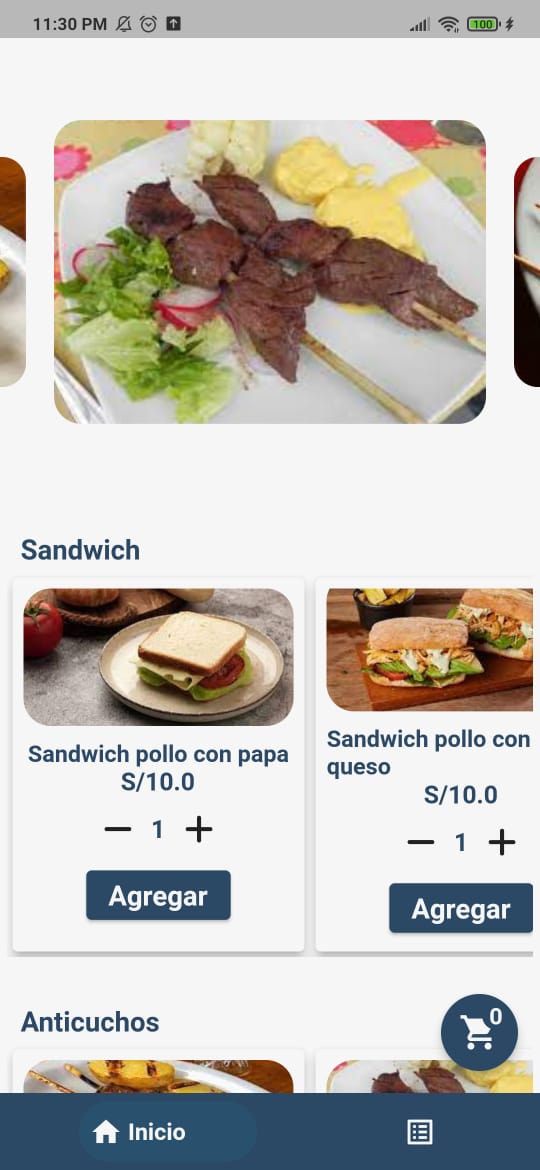 11:30 PM
100
Sandwich
Sandwich pollo con papa
S/10.0
1
Agregar
Sandwich pollo con
queso
S/10.0
1
Agregar
Anticuchos
0
Inicio